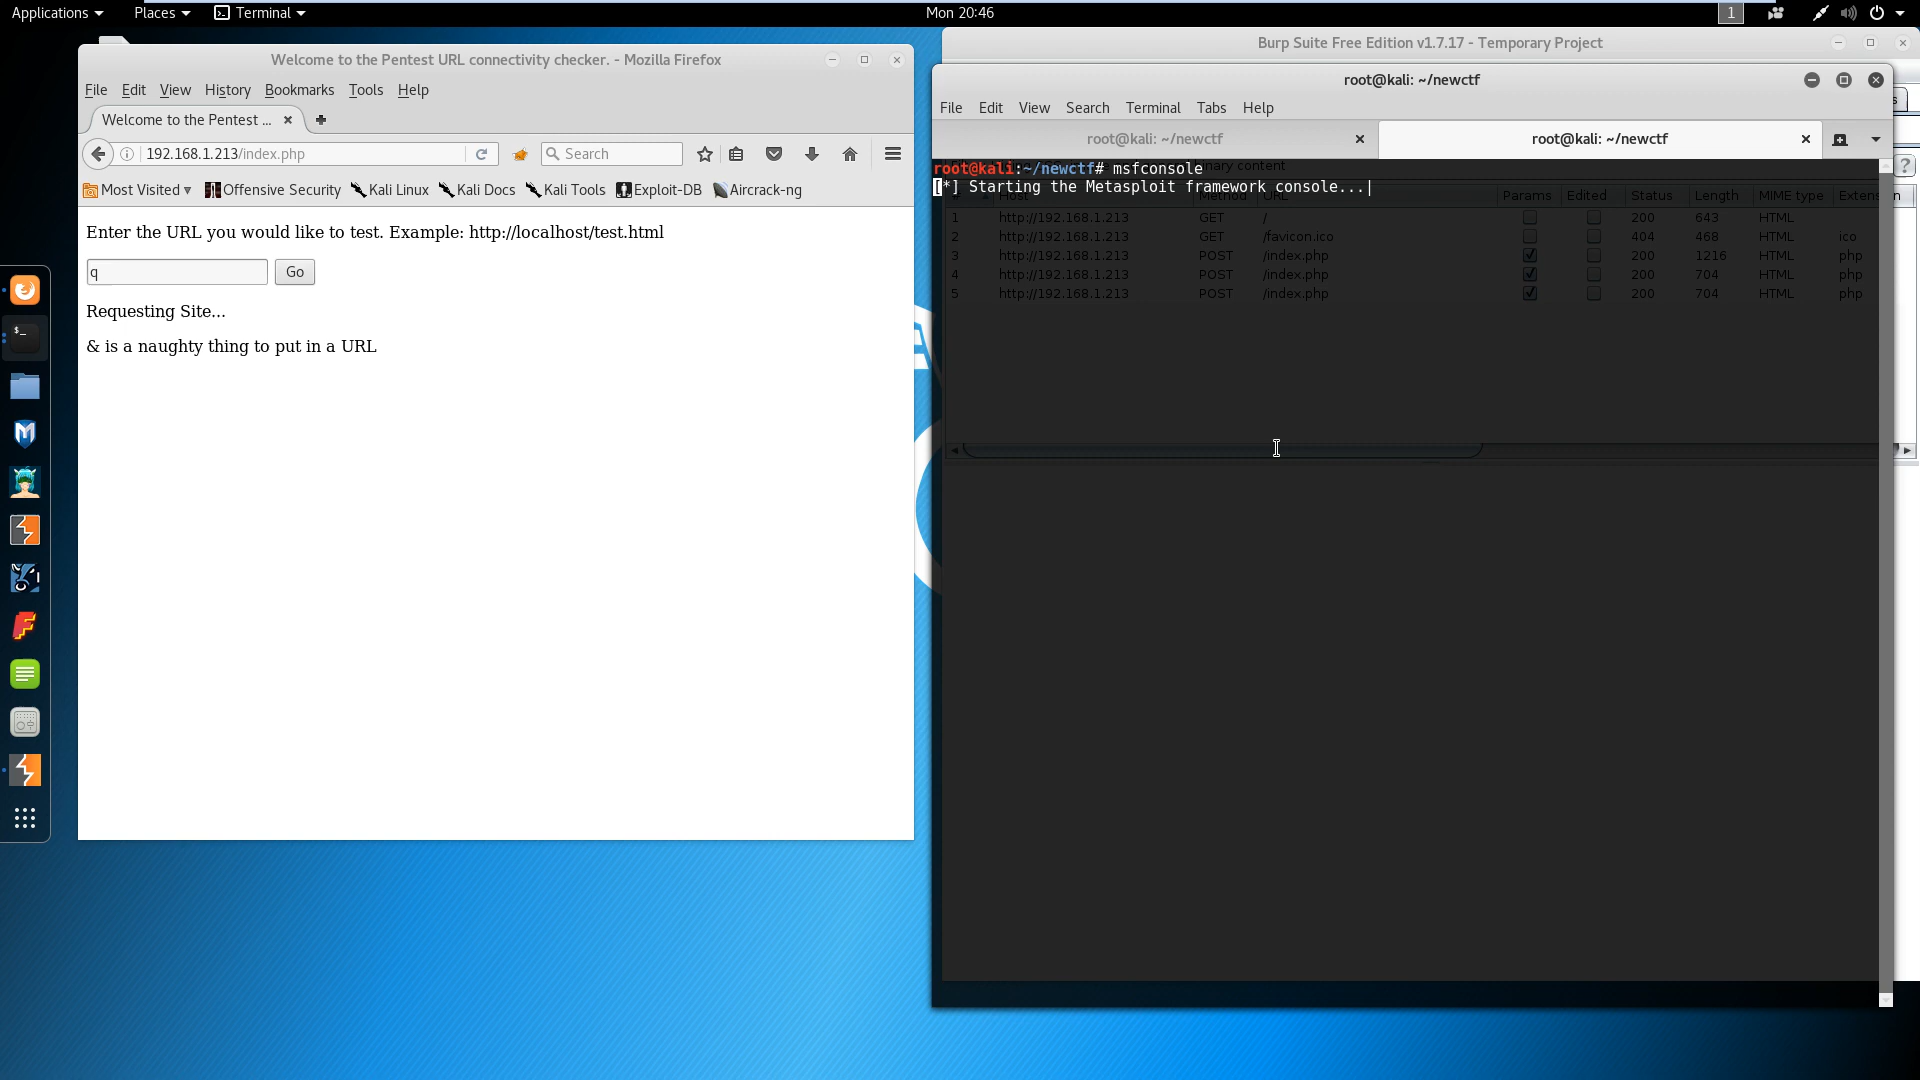 Applications Places Terminal Mon 20:46 1
Welcome to the Pentest URL connectivity checker. - Mozilla Firefox
File Edit View History Bookmarks Tools Help
Welcome to the Pentest ...
192.168.1.213/index.php Search
Most Visited Offensive Security Kali Linux Kali Docs Kali Tools Exploit-DB Aircrack-ng
Enter the URL you would like to test. Example: http://localhost/test.html
q Go
Requesting Site...
& is a naughty thing to put in a URL
Burp Suite Free Edition v1.7.17 - Temporary Project
root@kali: ~/newctf
File Edit View Search Terminal Tabs Help
root@kali: ~/newctf root@kali: ~/newctf
root@kali:~/newctf# msfconsole
[*] Starting the Metasploit framework console...|
# Host Method URL Params Edited Status Length MIME type
1 http://192.168.1.213 GET / 200 643 HTML
2 http://192.168.1.213 GET /favicon.ico 404 468 HTML ico
3 http://192.168.1.213 POST /index.php 200 1216 HTML php
4 http://192.168.1.213 POST /index.php 200 704 HTML php
5 http://192.168.1.213 POST /index.php 200 704 HTML php